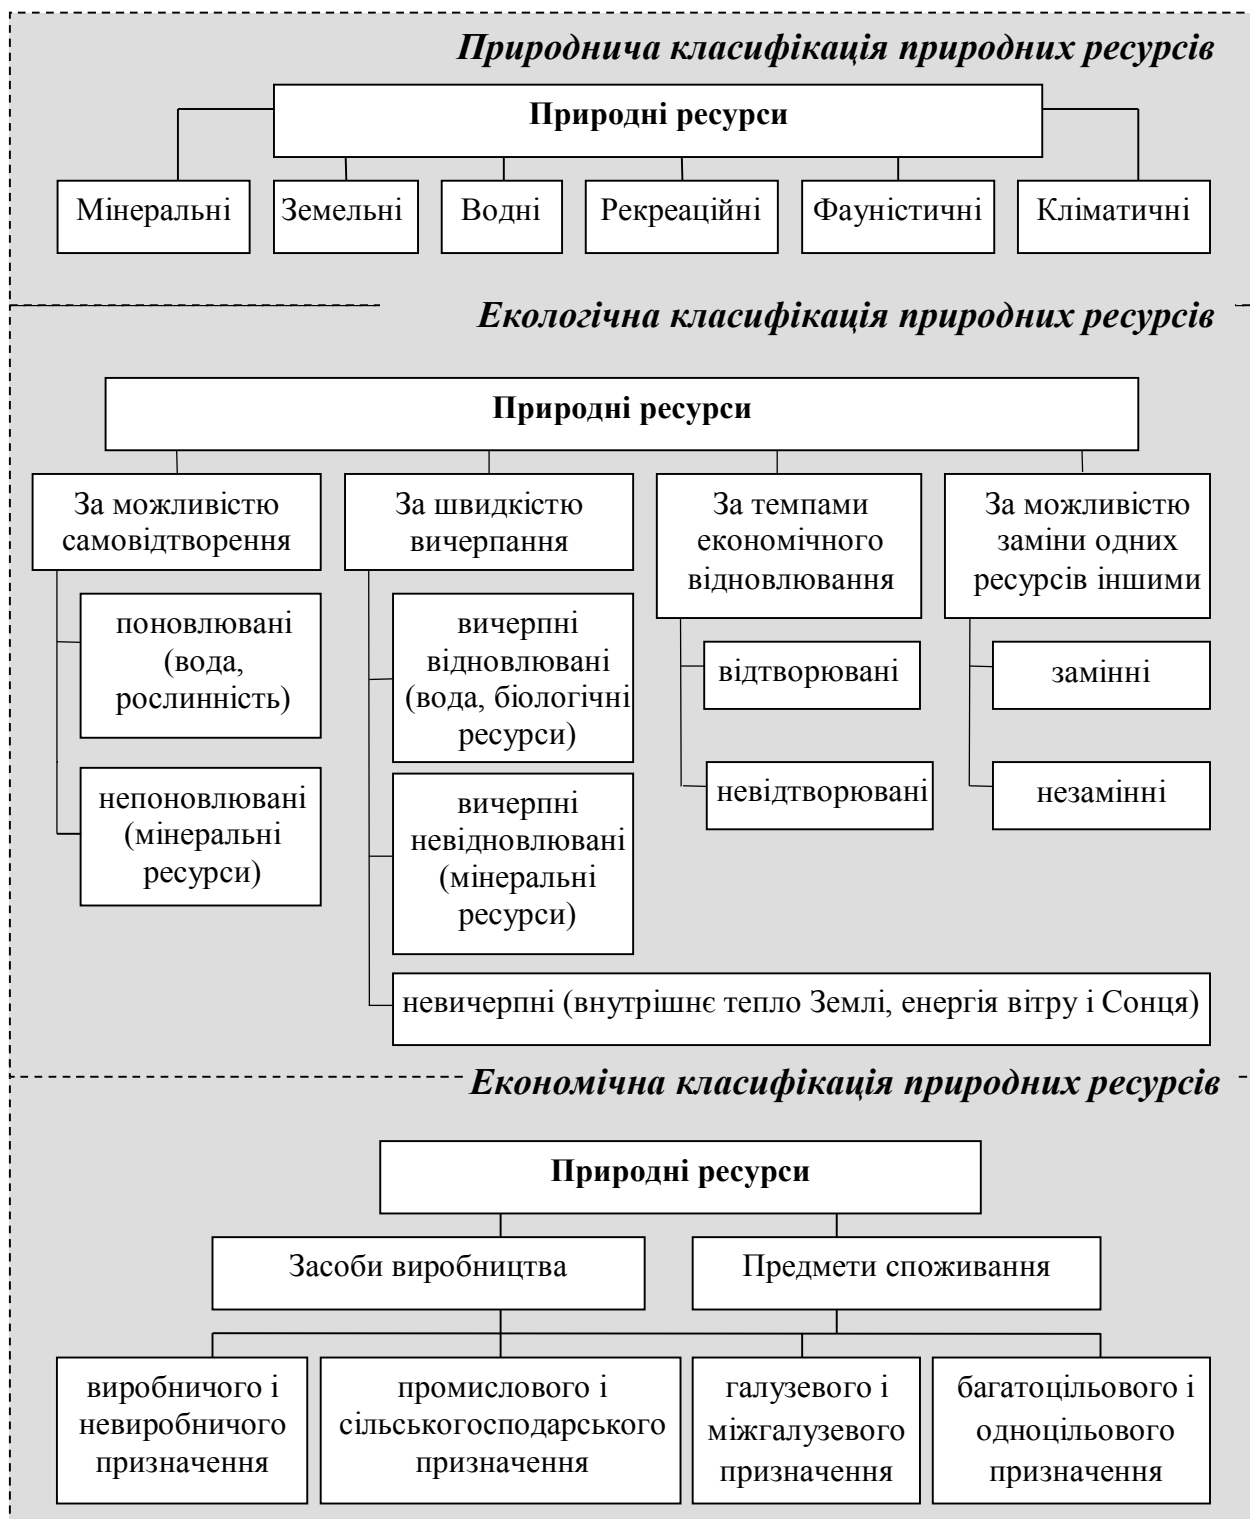 Природнича класифікація природних ресурсів
Природні ресурси
Мінеральні
Земельні
Водні
Рекреаційні
Фауністичні
Кліматичні
Екологічна класифікація природних ресурсів
Природні ресурси
За можливістю
самовідтворення
поновлювані
(вода,
рослинність)
непоновлювані
(мінеральні
ресурси)
За швидкістю
вичерпання
вичерпні
відновлювані
(вода, біологічні
ресурси)
вичерпні
невідновлювані
(мінеральні
ресурси)
невичерпні (внутрішнє тепло Землі, енергія вітру і Сонця)
За темпами
економічного
відновлювання
відтворювані
невідтворювані
За можливістю
заміни одних
ресурсів іншими
замінні
незамінні
Економічна класифікація природних ресурсів
Природні ресурси
Засоби виробництва
Предмети споживання
виробничого і
невиробничого
призначення
промислового і
сільськогосподарського
призначення
галузевого і
міжгалузевого
призначення
багатоцільового і
одноцільового
призначення